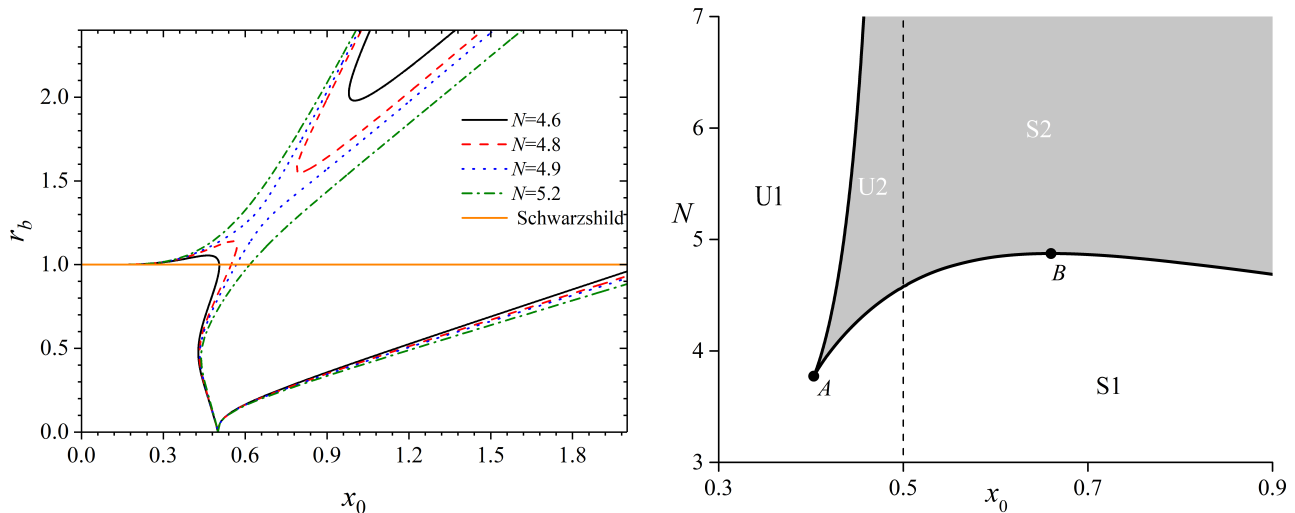 2.0
1.5
r_b
1.0
0.5
0.0
N=4.6
N=4.8
N=4.9
N=5.2
Schwarzshild
0.0 0.3 0.6 0.9 1.2 1.5 1.8
x_0
7
6
N
5
4
3
U1
U2
S2
B
A
S1
0.3 0.5 0.7 0.9
x_0